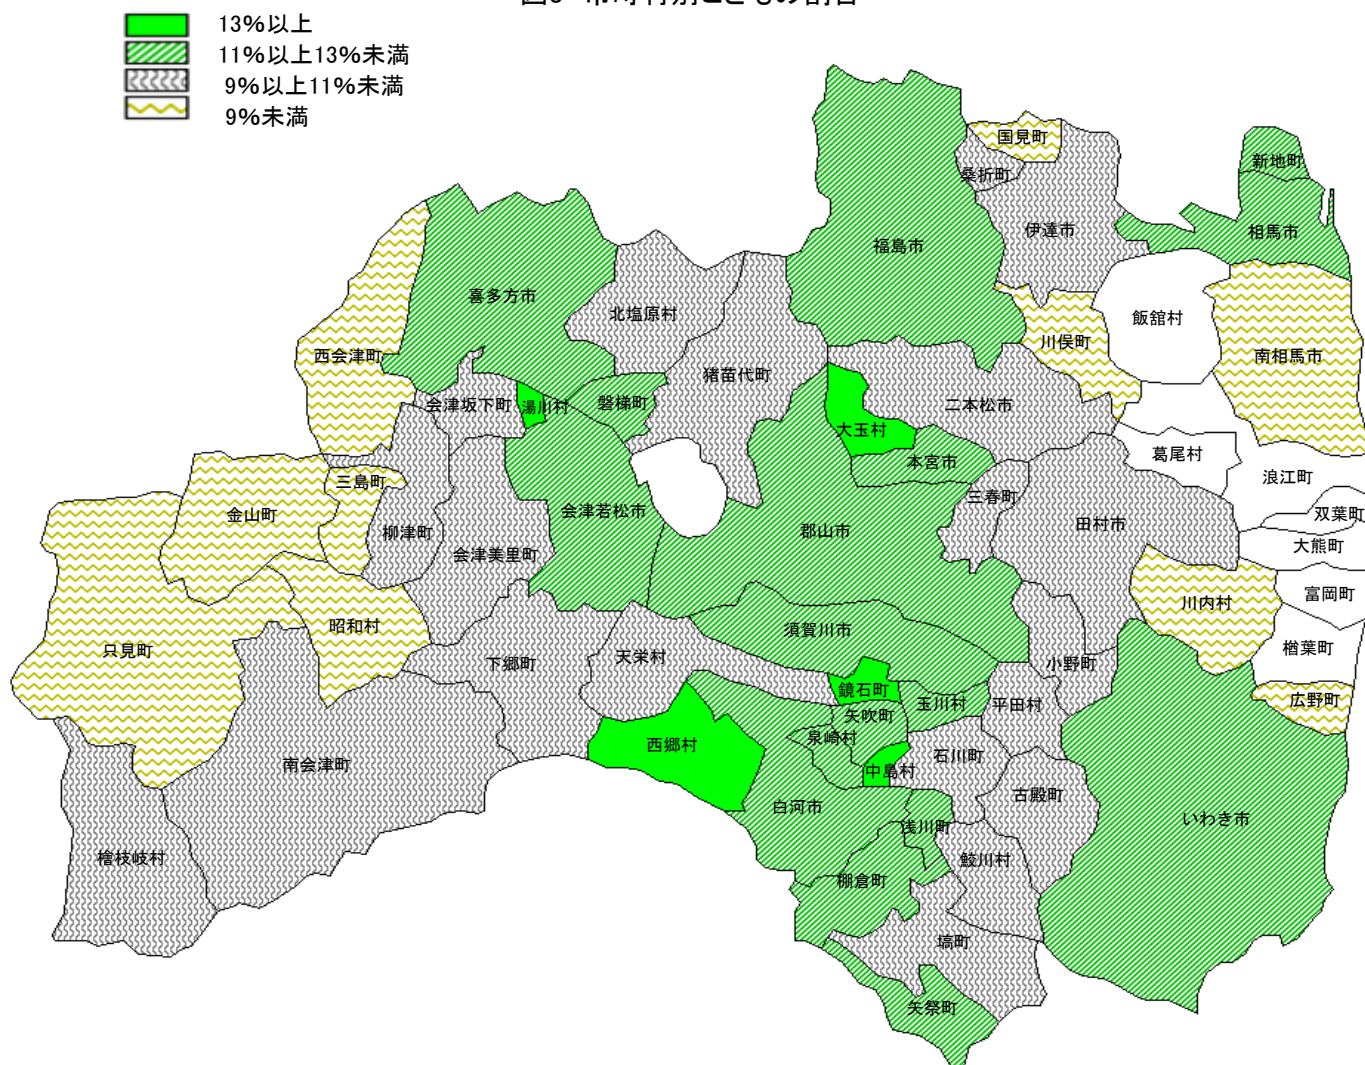 13%以上
11%以上13%未満
9%以上11%未満
9%未満
国見町
新地町
桑折町
伊達市
相馬市
福島市
喜多方市
北塩原村
飯舘村
川俣町
南相馬市
西会津町
猪苗代町
会津坂下町
湯川村
磐梯町
二本松市
大玉村
本宮市
葛尾村
浪江町
三島町
三春町
金山町
会津若松市
双葉町
柳津町
郡山市
田村市
大熊町
会津美里町
富岡町
川内村
昭和村
須賀川市
只見町
下郷町
天栄村
小野町
楢葉町
鏡石町
玉川村
平田村
広野町
矢吹町
泉崎村
西郷村
石川町
南会津町
中島村
古殿町
白河市
浅川町
いわき市
檜枝岐村
鮫川村
棚倉町
塙町
矢祭町